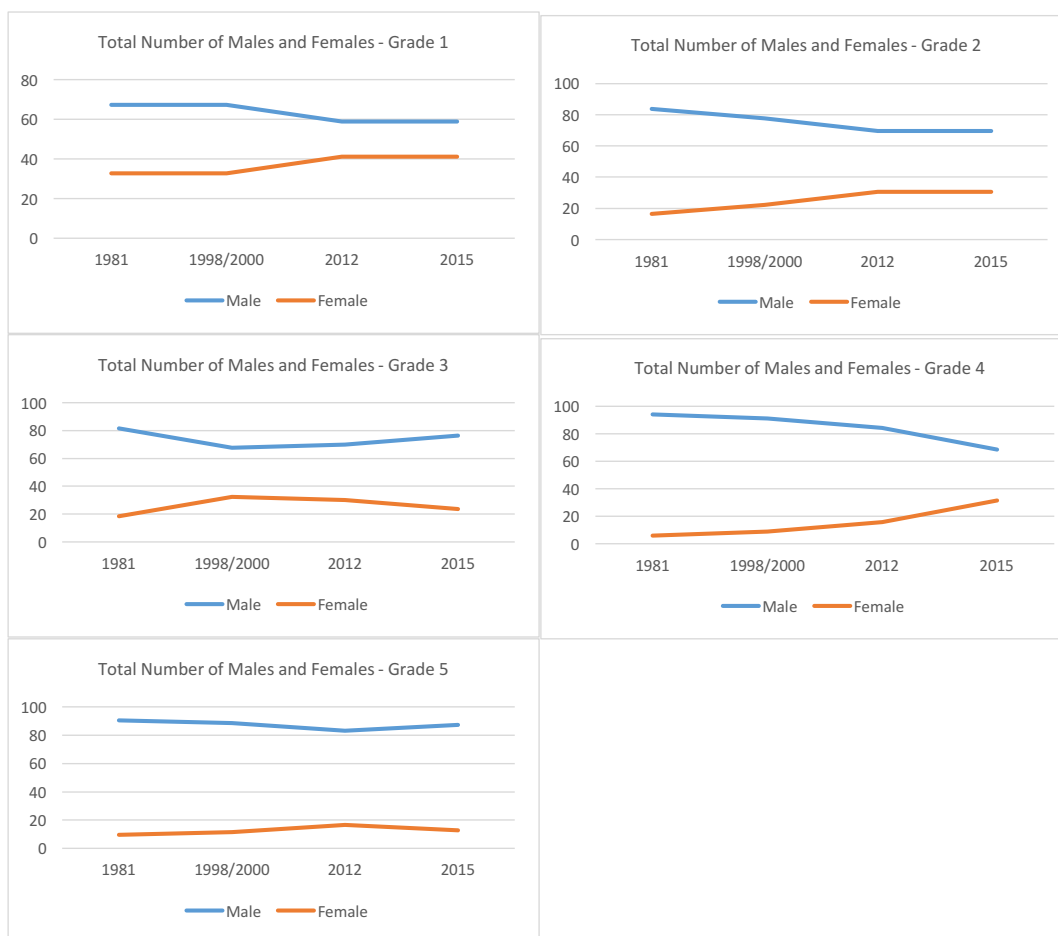 Total Number of Males and Females - Grade 1
80
60
40
20
0
1981 1998/2000 2012 2015
Male Female
Total Number of Males and Females - Grade 2
100
80
60
40
20
0
1981 1998/2000 2012 2015
Male Female
Total Number of Males and Females - Grade 3
100
80
60
40
20
0
1981 1998/2000 2012 2015
Male Female
Total Number of Males and Females - Grade 4
100
80
60
40
20
0
1981 1998/2000 2012 2015
Male Female
Total Number of Males and Females - Grade 5
100
80
60
40
20
0
1981 1998/2000 2012 2015
Male Female